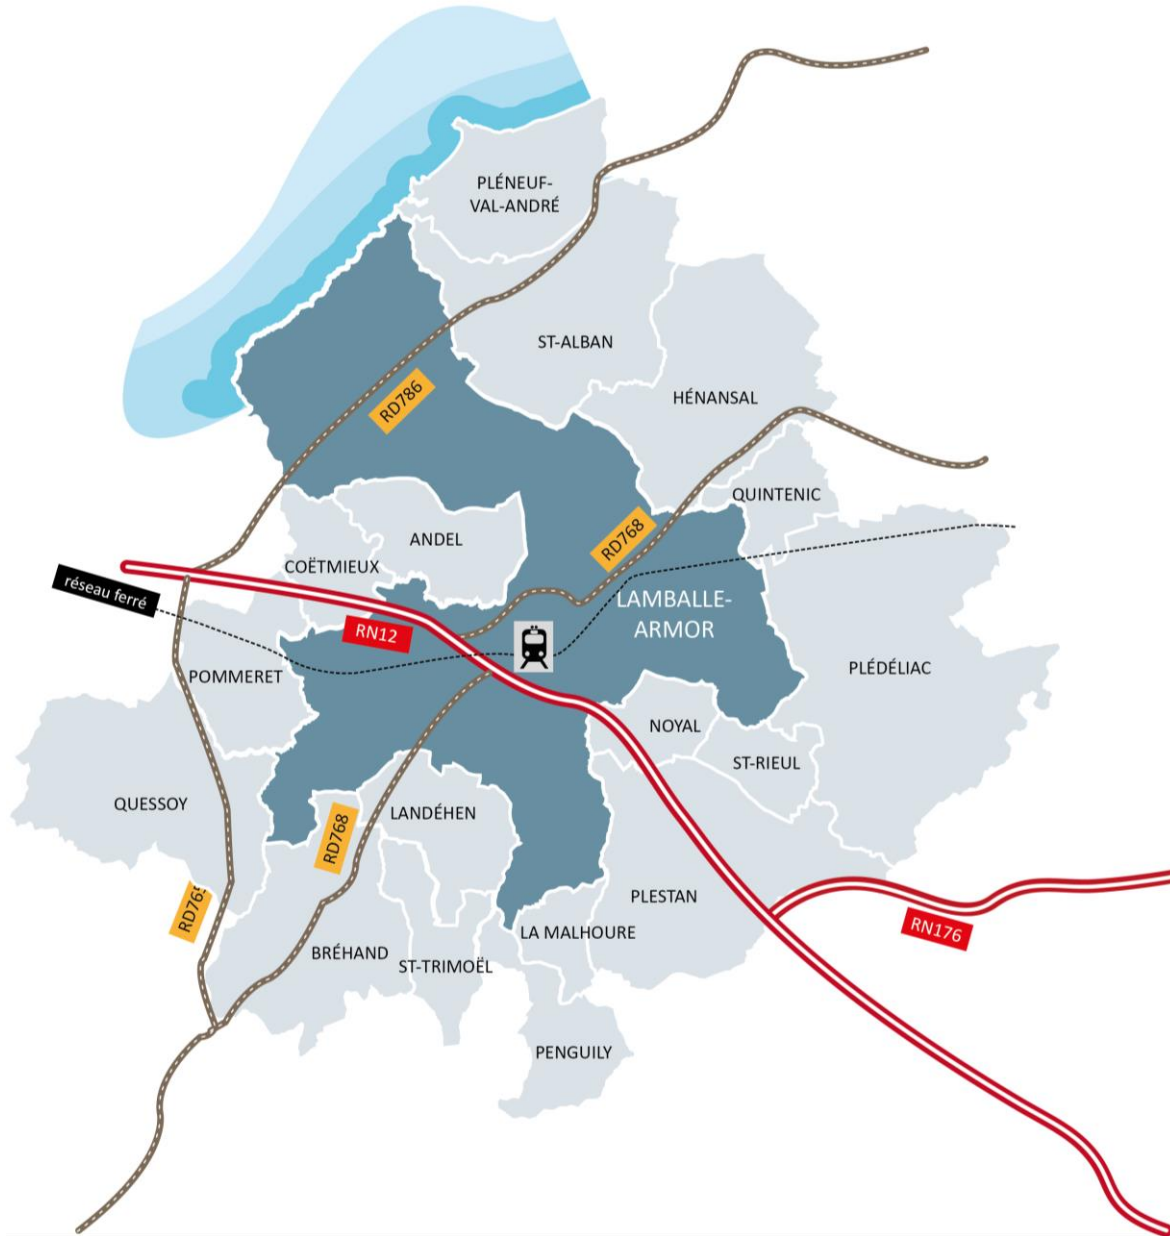 PLÉNEUF-
VAL-ANDRÉ
ST-ALBAN
RD786
HÉNANSAL
QUINTENIC
ANDEL
RD768
COËTMIEUX
réseau ferré
RN12
LAMBALLE-
ARMOR
POMMERET
PLÉDÉLIAC
NOYAL
ST-RIEUL
QUESSOY
LANDÉHEN
RD768
PLESTAN
LA MALHOURE
RN176
BRÉHAND
ST-TRIMOËL
PENGUILY